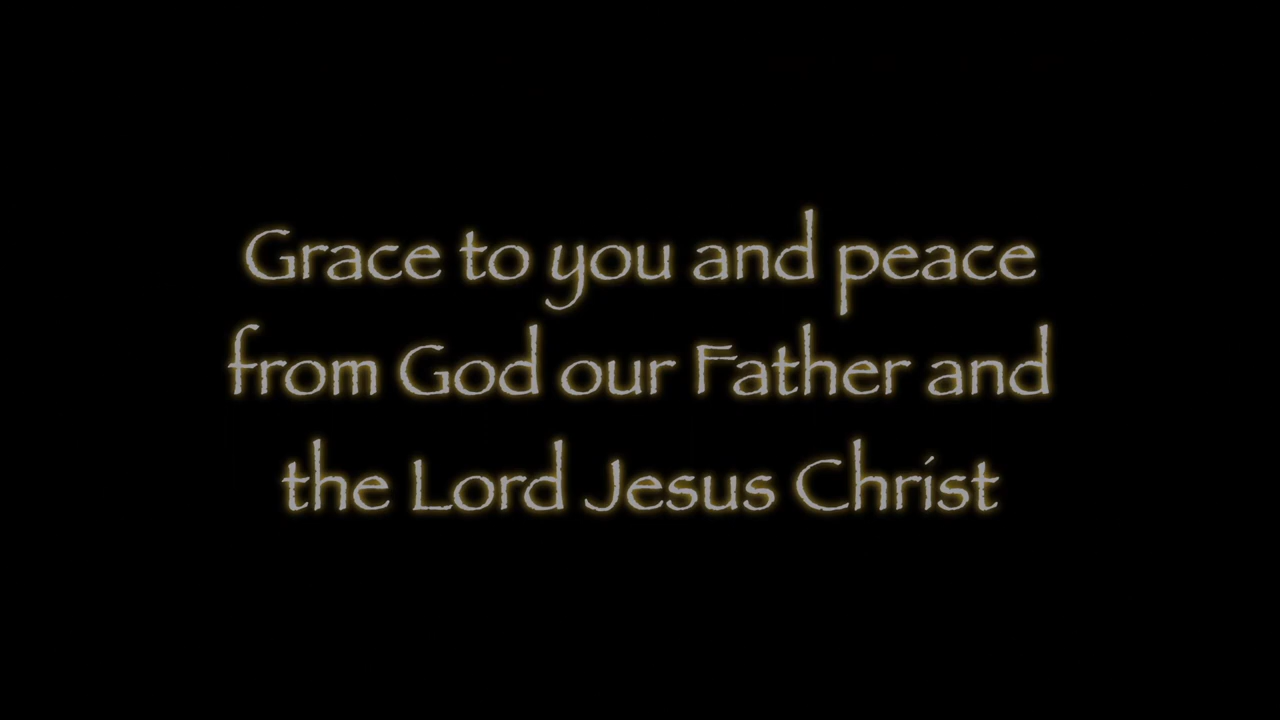 Grace to you and peace
from God our Father and
the Lord Jesus Christ